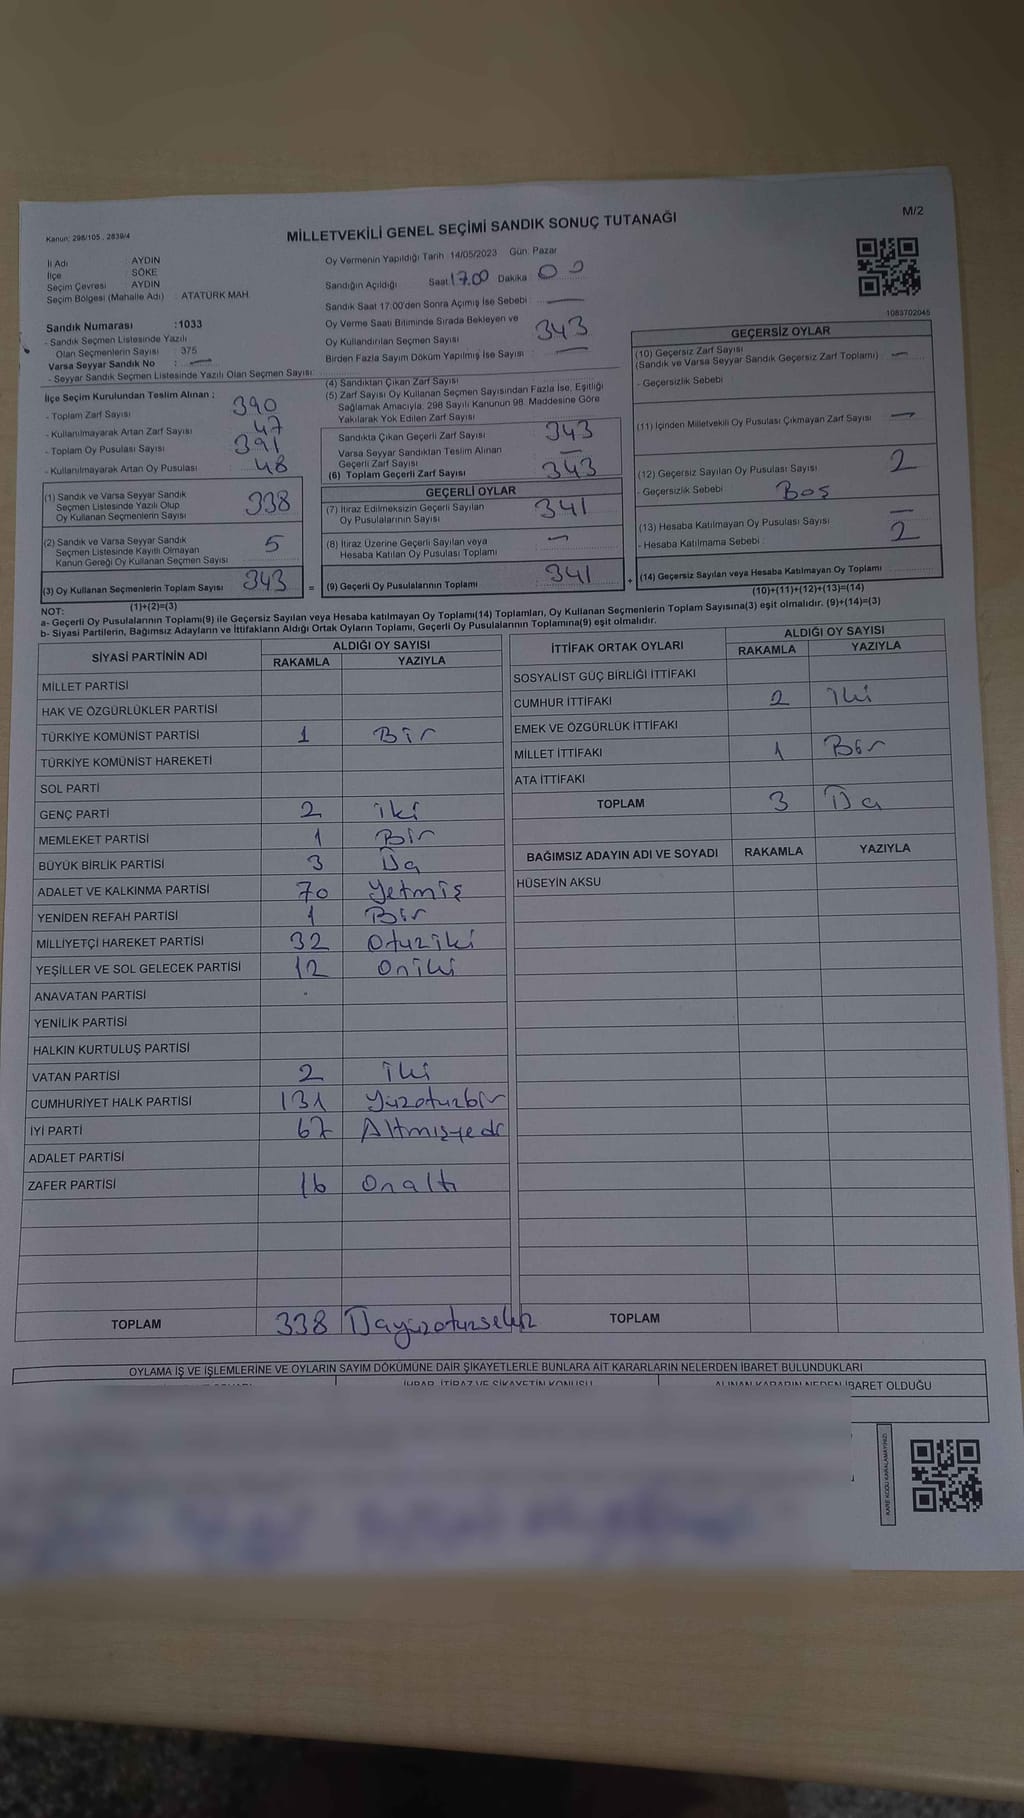 Kanun: 298/105 , 2839/4
MİLLETVEKİLİ GENEL SEÇİMİ SANDIK SONUÇ TUTANAĞI
M/2
İl Adı : AYDIN
İlçe : SÖKE
Seçim Çevresi : AYDIN
Seçim Bölgesi (Mahalle Adı) : ATATÜRK MAH.
Sandık Numarası :1033
- Sandık Seçmen Listesinde Yazılı
Olan Seçmenlerin Sayısı : 375
Varsa Seyyar Sandık No : —
- Seyyar Sandık Seçmen Listesinde Yazılı Olan Seçmen Sayısı:
Oy Vermenin Yapıldığı Tarih :14/05/2023 Gün: Pazar
Sandığın Açıldığı Saat 17.00 Dakika 00
Sandık Saat 17:00'den Sonra Açımış İse Sebebi : —
Oy Verme Saati Bitiminde Sırada Bekleyen ve
Oy Kullandırılan Seçmen Sayısı : 343
Birden Fazla Sayım Döküm Yapılmış İse Sayısı : —
1083702045
İlçe Seçim Kurulundan Teslim Alınan :
- Toplam Zarf Sayısı : 390
- Kullanılmayarak Artan Zarf Sayısı : 47
- Toplam Oy Pusulası Sayısı : 391
- Kullanılmayarak Artan Oy Pusulası : 48
(1) Sandık ve Varsa Seyyar Sandık
Seçmen Listesinde Yazılı Olup
Oy Kullanan Seçmenlerin Sayısı 338
(2) Sandık ve Varsa Seyyar Sandık
Seçmen Listesinde Kayıtlı Olmayan
Kanun Gereği Oy Kullanan Seçmen Sayısı 5
(3) Oy Kullanan Seçmenlerin Toplam Sayısı 343 =
(1)+(2)=(3)
(4) Sandıktan Çıkan Zarf Sayısı
(5) Zarf Sayısı Oy Kullanan Seçmen Sayısından Fazla İse, Eşitliği
Sağlamak Amacıyla; 298 Sayılı Kanunun 98. Maddesine Göre
Yakılarak Yok Edilen Zarf Sayısı
Sandıkta Çıkan Geçerli Zarf Sayısı : 343
Varsa Seyyar Sandıktan Teslim Alınan
Geçerli Zarf Sayısı : —
(6) Toplam Geçerli Zarf Sayısı : 343
GEÇERLİ OYLAR
(7) İtiraz Edilmeksizin Geçerli Sayılan
Oy Pusulalarının Sayısı : 341
(8) İtiraz Üzerine Geçerli Sayılan veya
Hesaba Katılan Oy Pusulası Toplamı : —
(9) Geçerli Oy Pusulalarının Toplamı : 341 +
GEÇERSİZ OYLAR
(10) Geçersiz Zarf Sayısı
(Sandık ve Varsa Seyyar Sandık Geçersiz Zarf Toplamı) : —
- Geçersizlik Sebebi :
(11) İçinden Milletvekili Oy Pusulası Çıkmayan Zarf Sayısı : —
(12) Geçersiz Sayılan Oy Pusulası Sayısı : 2
- Geçersizlik Sebebi : Boş
(13) Hesaba Katılmayan Oy Pusulası Sayısı : —
- Hesaba Katılmama Sebebi : 2
(14) Geçersiz Sayılan veya Hesaba Katılmayan Oy Toplamı :
(10)+(11)+(12)+(13)=(14)
NOT:
a- Geçerli Oy Pusulalarının Toplamı(9) ile Geçersiz Sayılan veya Hesaba katılmayan Oy Toplamı(14) Toplamları, Oy Kullanan Seçmenlerin Toplam Sayısına(3) eşit olmalıdır. (9)+(14)=(3)
b- Siyasi Partilerin, Bağımsız Adayların ve İttifakların Aldığı Ortak Oyların Toplamı, Geçerli Oy Pusulalarının Toplamına(9) eşit olmalıdır.
SİYASİ PARTİNİN ADI ALDIĞI OY SAYISI
RAKAMLA YAZIYLA
MİLLET PARTİSİ
HAK VE ÖZGÜRLÜKLER PARTİSİ
TÜRKİYE KOMÜNİST PARTİSİ 1 Bir
TÜRKİYE KOMÜNİST HAREKETİ
SOL PARTİ
GENÇ PARTİ 2 iki
MEMLEKET PARTİSİ 1 Bir
BÜYÜK BİRLİK PARTİSİ 3 Üç
ADALET VE KALKINMA PARTİSİ 70 Yetmiş
YENİDEN REFAH PARTİSİ 1 Bir
MİLLİYETÇİ HAREKET PARTİSİ 32 Otuziki
YEŞİLLER VE SOL GELECEK PARTİSİ 12 Oniki
ANAVATAN PARTİSİ
YENİLİK PARTİSİ
HALKIN KURTULUŞ PARTİSİ
VATAN PARTİSİ 2 iki
CUMHURİYET HALK PARTİSİ 131 Yüzotuzbir
İYİ PARTİ 67 Altmışyedi
ADALET PARTİSİ
ZAFER PARTİSİ 16 Onaltı
TOPLAM 338 Üçyüzotuzsekiz
İTTİFAK ORTAK OYLARI ALDIĞI OY SAYISI
RAKAMLA YAZIYLA
SOSYALİST GÜÇ BİRLİĞİ İTTİFAKI
CUMHUR İTTİFAKI 2 iki
EMEK VE ÖZGÜRLÜK İTTİFAKI
MİLLET İTTİFAKI 1 Bir
ATA İTTİFAKI
TOPLAM 3 Üç
BAĞIMSIZ ADAYIN ADI VE SOYADI RAKAMLA YAZIYLA
HÜSEYİN AKSU
TOPLAM
OYLAMA İŞ VE İŞLEMLERİNE VE OYLARIN SAYIM DÖKÜMÜNE DAİR ŞİKAYETLERLE BUNLARA AİT KARARLARIN NELERDEN İBARET BULUNDUKLARI
İHBAR, İTİRAZ VE ŞİKAYETİN KONUSU
ALINAN KARARIN NEDEN İBARET OLDUĞU
KARE KODU KARALAMAYINIZ!